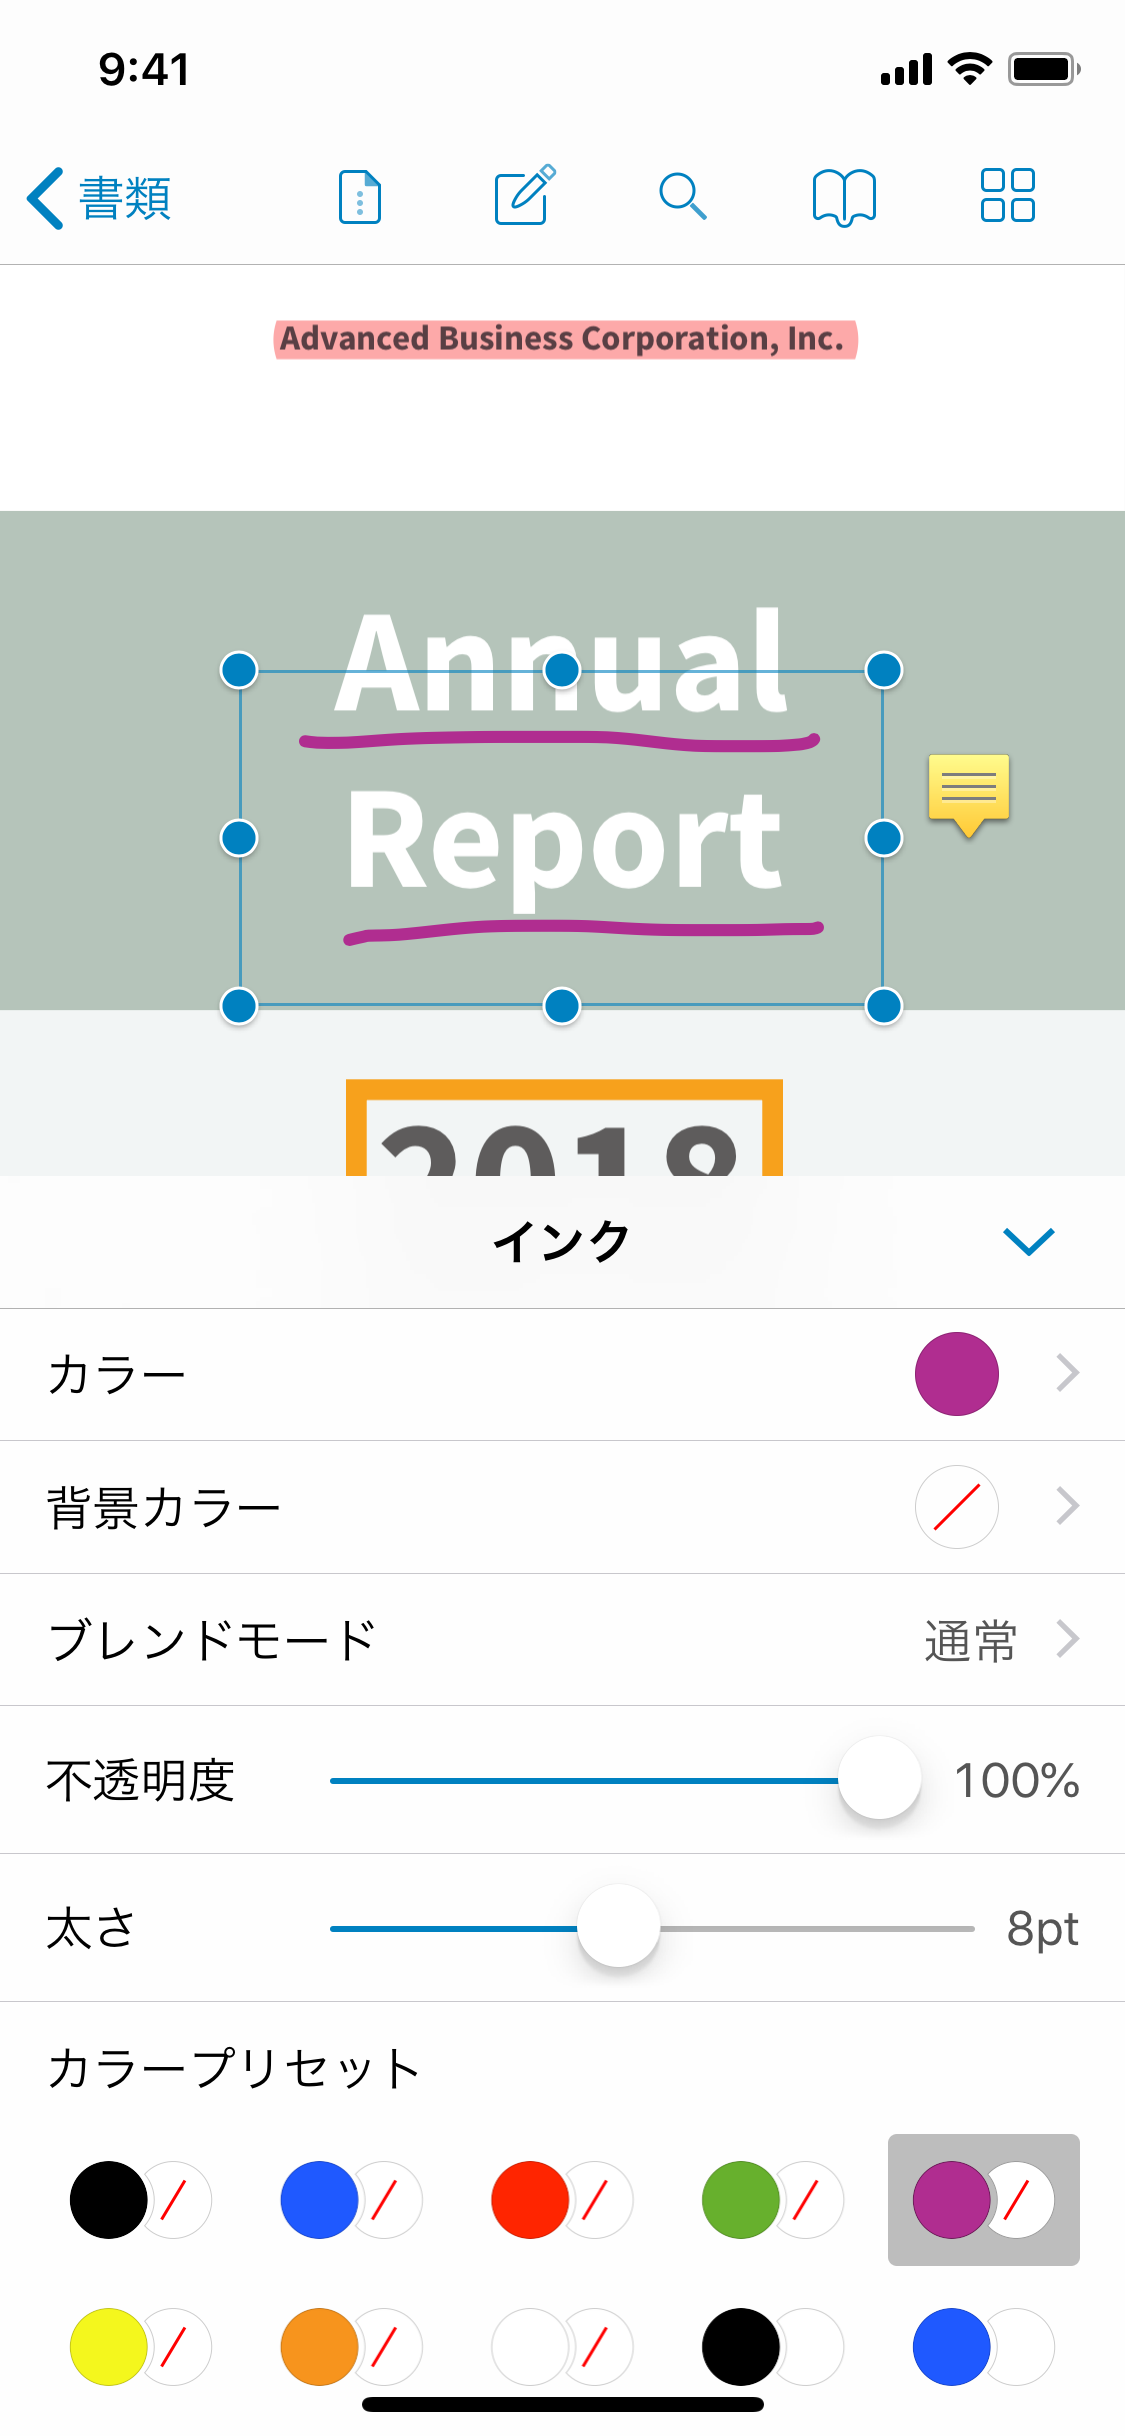 9:41
書類
Advanced Business Corporation, Inc.
Annual
Report
2018
インク
カラー
背景カラー
ブレンドモード 通常
不透明度 100%
太さ 8pt
カラープリセット